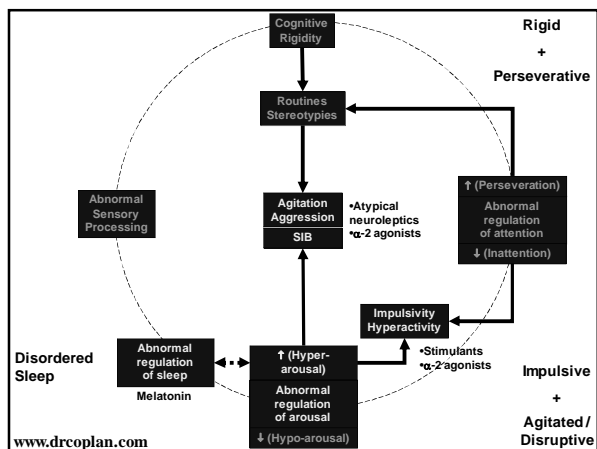 Cognitive
Rigidity
Rigid
+
Perseverative
Routines
Stereotypies
↑ (Perseveration)
Abnormal
regulation
of attention
↓ (Inattention)
Abnormal
Sensory
Processing
Agitation
Aggression
SIB
•Atypical
neuroleptics
•α-2 agonists
Impulsivity
Hyperactivity
•Stimulants
•α-2 agonists
Disordered
Sleep
Abnormal
regulation
of sleep
Melatonin
↑ (Hyper-
arousal)
Abnormal
regulation
of arousal
↓ (Hypo-arousal)
Impulsive
+
Agitated/
Disruptive
www.drcoplan.com